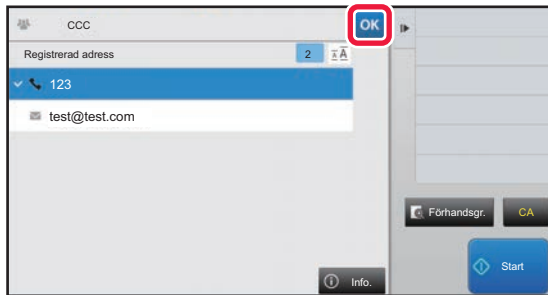 CCC
OK
Registrerad adress 2
123
test@test.com
Förhandsgr.
CA
Start
Info.